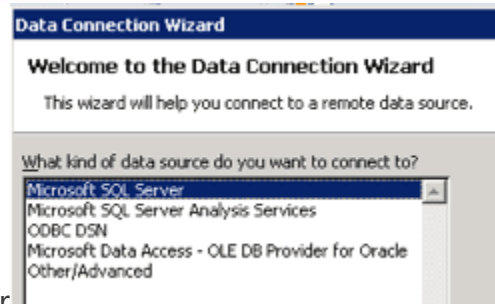 Data Connection Wizard
Welcome to the Data Connection Wizard
This wizard will help you connect to a remote data source.
What kind of data source do you want to connect to?
Microsoft SQL Server
Microsoft SQL Server Analysis Services
ODBC DSN
Microsoft Data Access - OLE DB Provider for Oracle
Other/Advanced
r